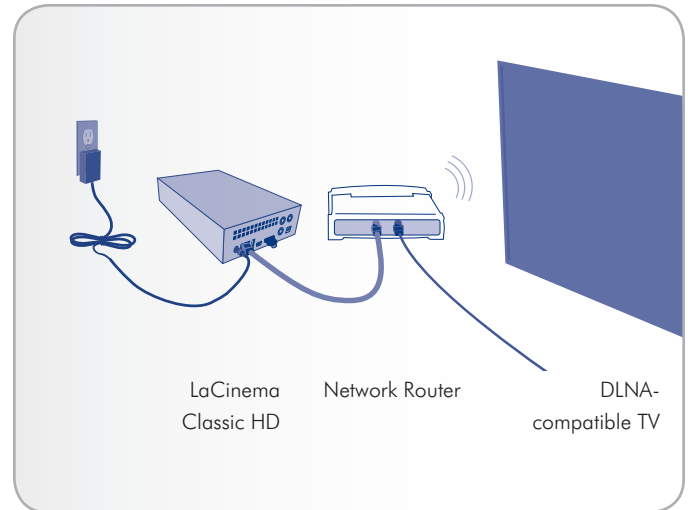 LaCinema
Classic HD
Network Router
DLNA-
compatible TV